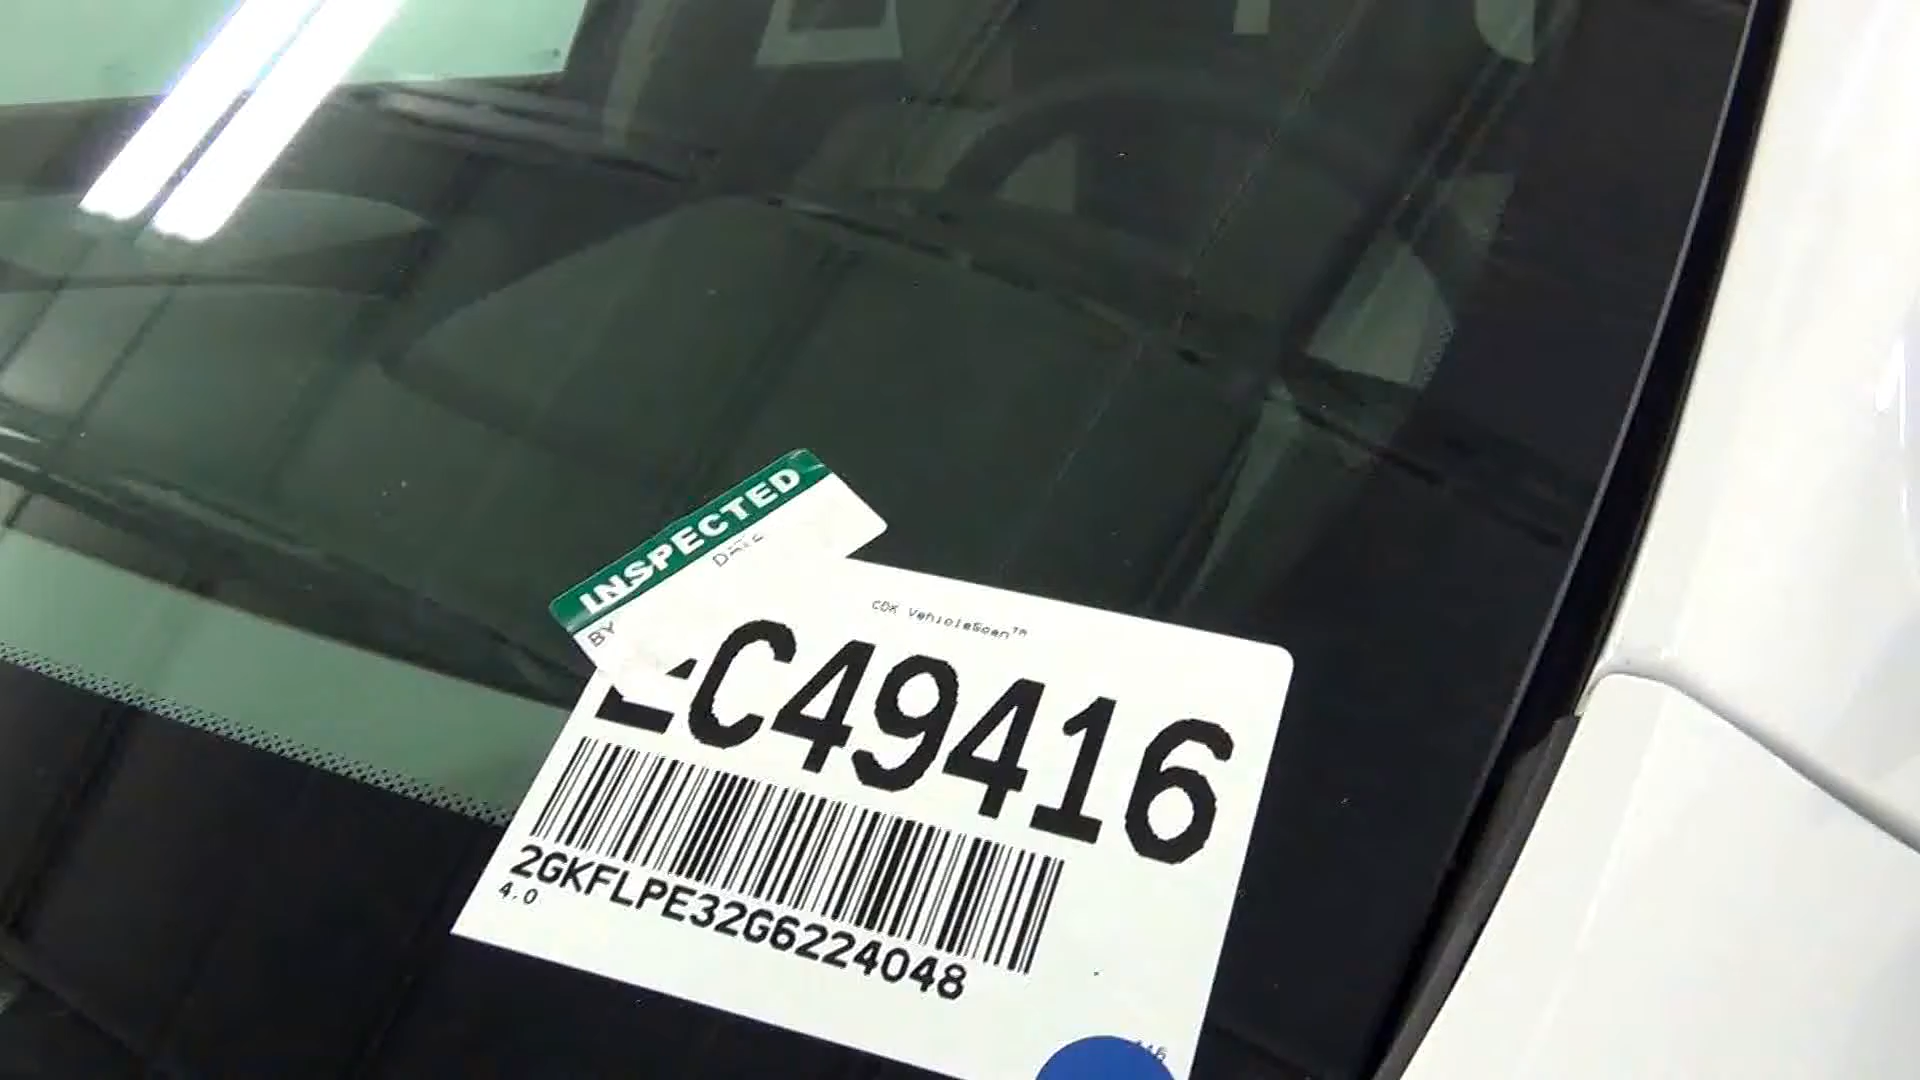 INSPECTED
DATE
BY
CDK VehicleScan™
C49416
2GKFLPE32G6224048
4.0